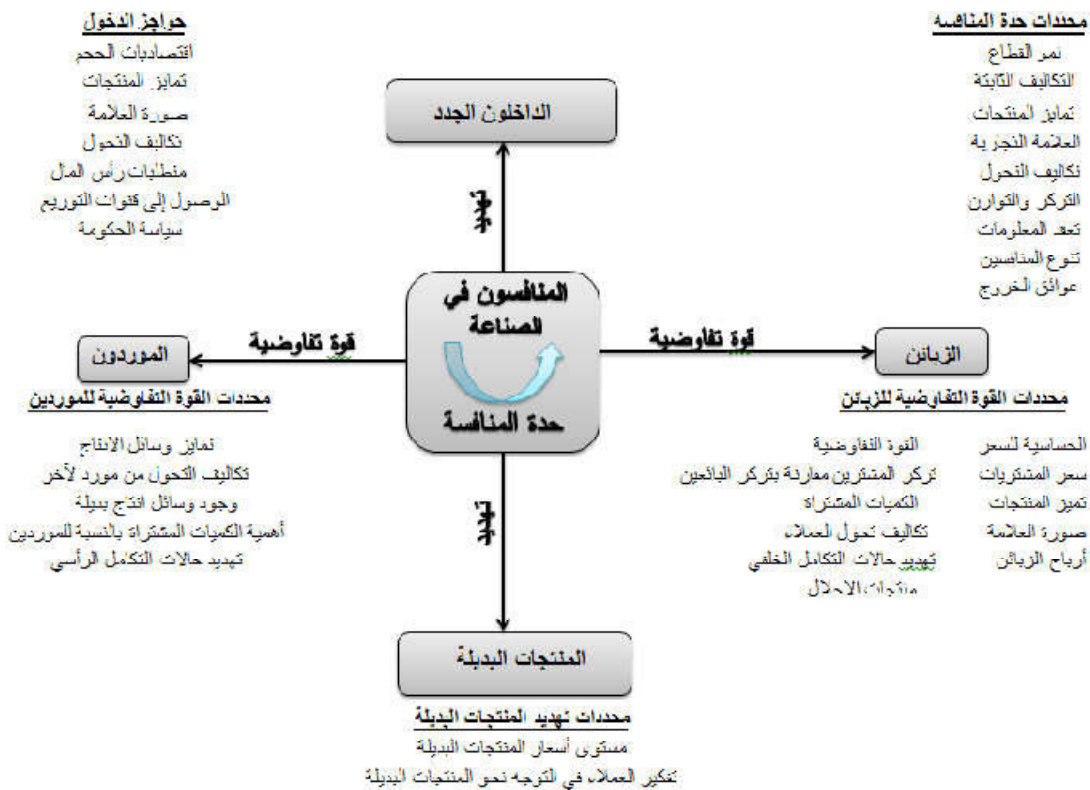 محددات حدة المنافسه
نمو القطاع
التكاليف الثابتة
تمايز المنتجات
العلامة التجارية
تكاليف التحول
التركز والتوازن
تعقد المعلومات
تنوع المنافسين
عوائق الخروج
حواجز الدخول
اقتصاديات الحجم
تمايز المنتجات
صورة العلامة
تكاليف التحول
متطلبات رأس المال
الوصول إلى قنوات التوزيع
سياسة الحكومة
الداخلون الجدد
تهديد
المنافسون في
الصناعة
حدة المنافسة
قوة تفاوضية
الزبائن
محددات القوة التفاوضية للزبائن
الحساسية للسعر
سعر المشتريات
تميز المنتجات
صورة العلامة
أرباح الزبائن
القوة التفاوضية
تركز المشترين مقارنة بتركز البائعين
الكميات المشتراة
تكاليف تحول العملاء
تهديد حالات التكامل الخلفي
منتجات الاحلال
قوة تفاوضية
الموردون
محددات القوة التفاوضية للموردين
تمايز وسائل الانتاج
تكاليف التحول من مورد لآخر
وجود وسائل انتاج بديلة
أهمية الكميات المشتراة بالنسبة للموردين
تهديد حالات التكامل الرأسي
تهديد
المنتجات البديلة
محددات تهديد المنتجات البديلة
مستوى أسعار المنتجات البديلة
تفكير العملاء في التوجه نحو المنتجات البديلة